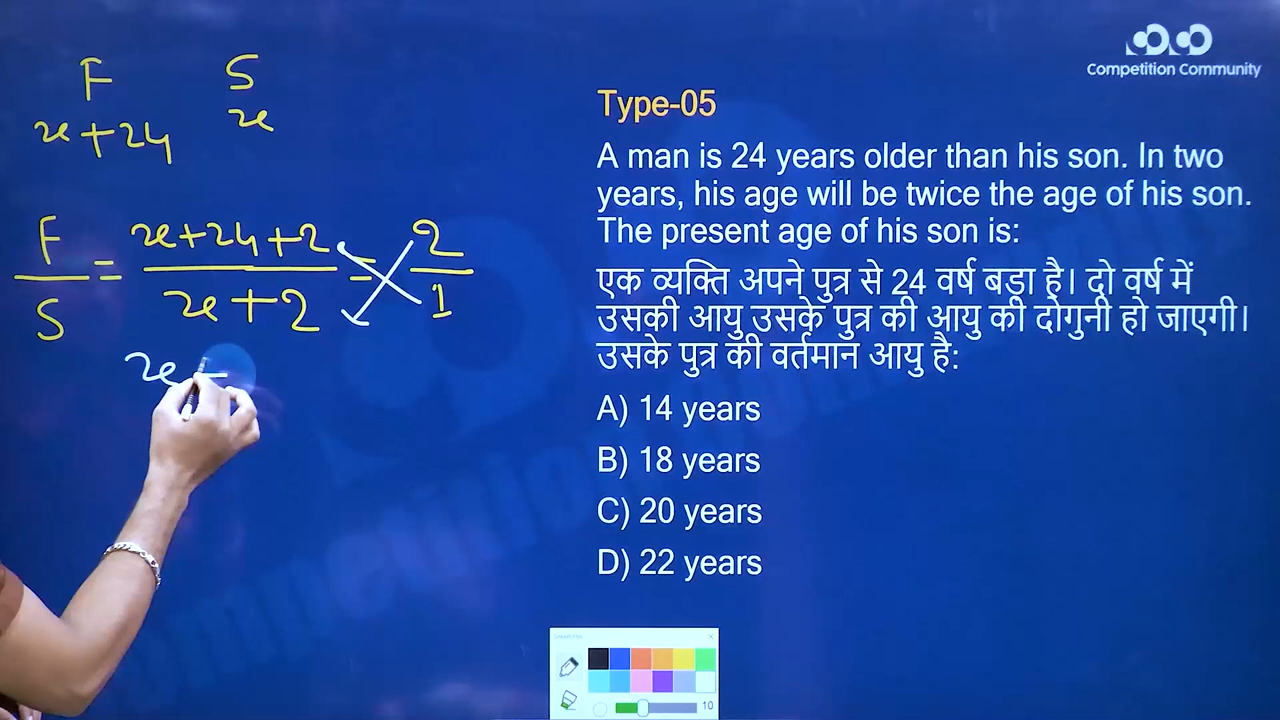 Competition Community
F S
x+24 x
Type-05
A man is 24 years older than his son. In two
years, his age will be twice the age of his son.
The present age of his son is:
एक व्यक्ति अपने पुत्र से 24 वर्ष बड़ा है। दो वर्ष में
उसकी आयु उसके पुत्र की आयु की दोगुनी हो जाएगी।
उसके पुत्र की वर्तमान आयु है:
F/S = x+24+2/x+2 = 2/1
x
A) 14 years
B) 18 years
C) 20 years
D) 22 years
10